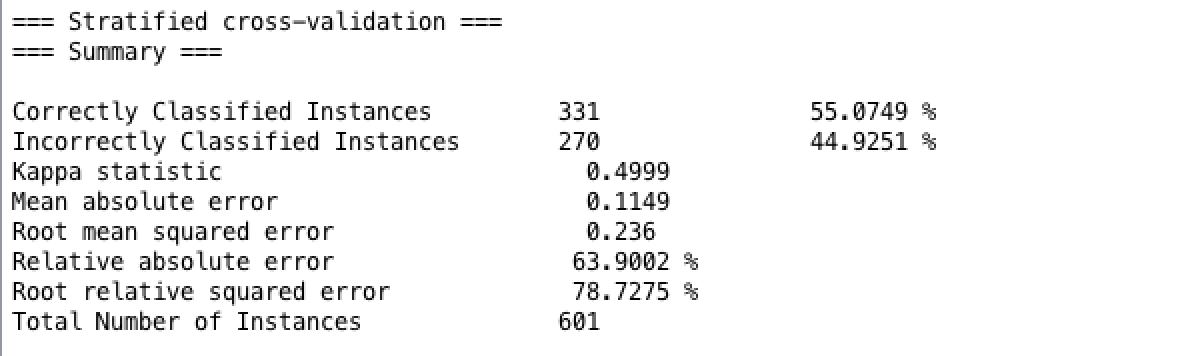 === Stratified cross-validation ===
=== Summary ===
Correctly Classified Instances 331 55.0749 %
Incorrectly Classified Instances 270 44.9251 %
Kappa statistic 0.4999
Mean absolute error 0.1149
Root mean squared error 0.236
Relative absolute error 63.9002 %
Root relative squared error 78.7275 %
Total Number of Instances 601